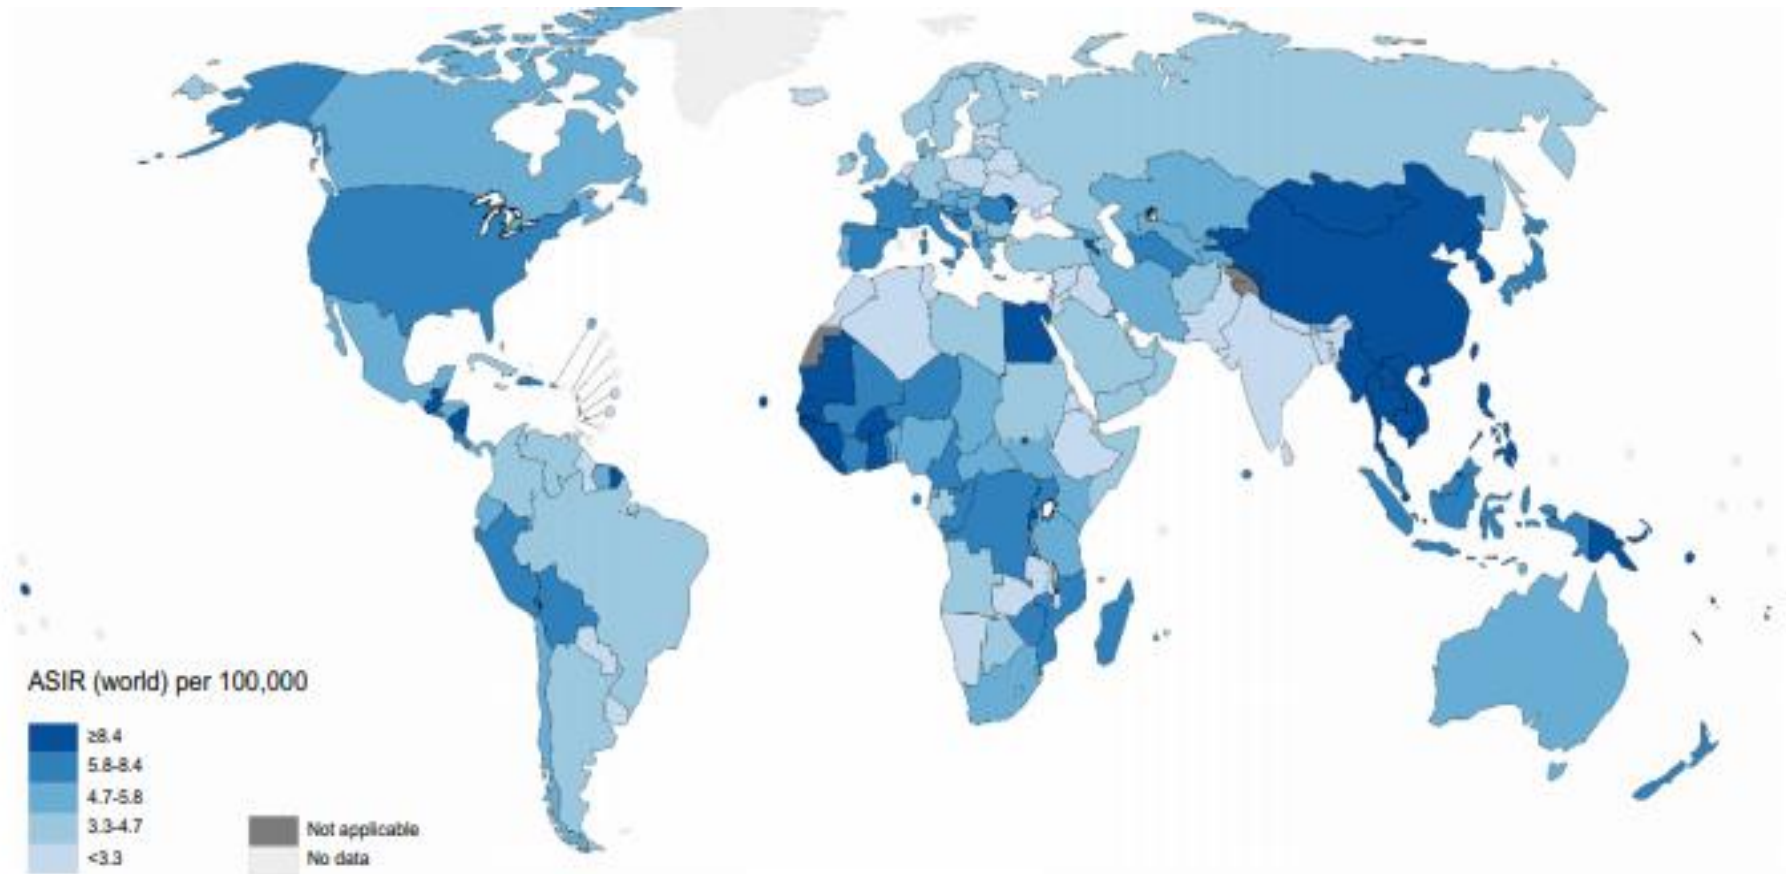 ASIR (world) per 100,000
≥8.4
5.8-8.4
4.7-5.8
3.3-4.7
<3.3
Not applicable
No data